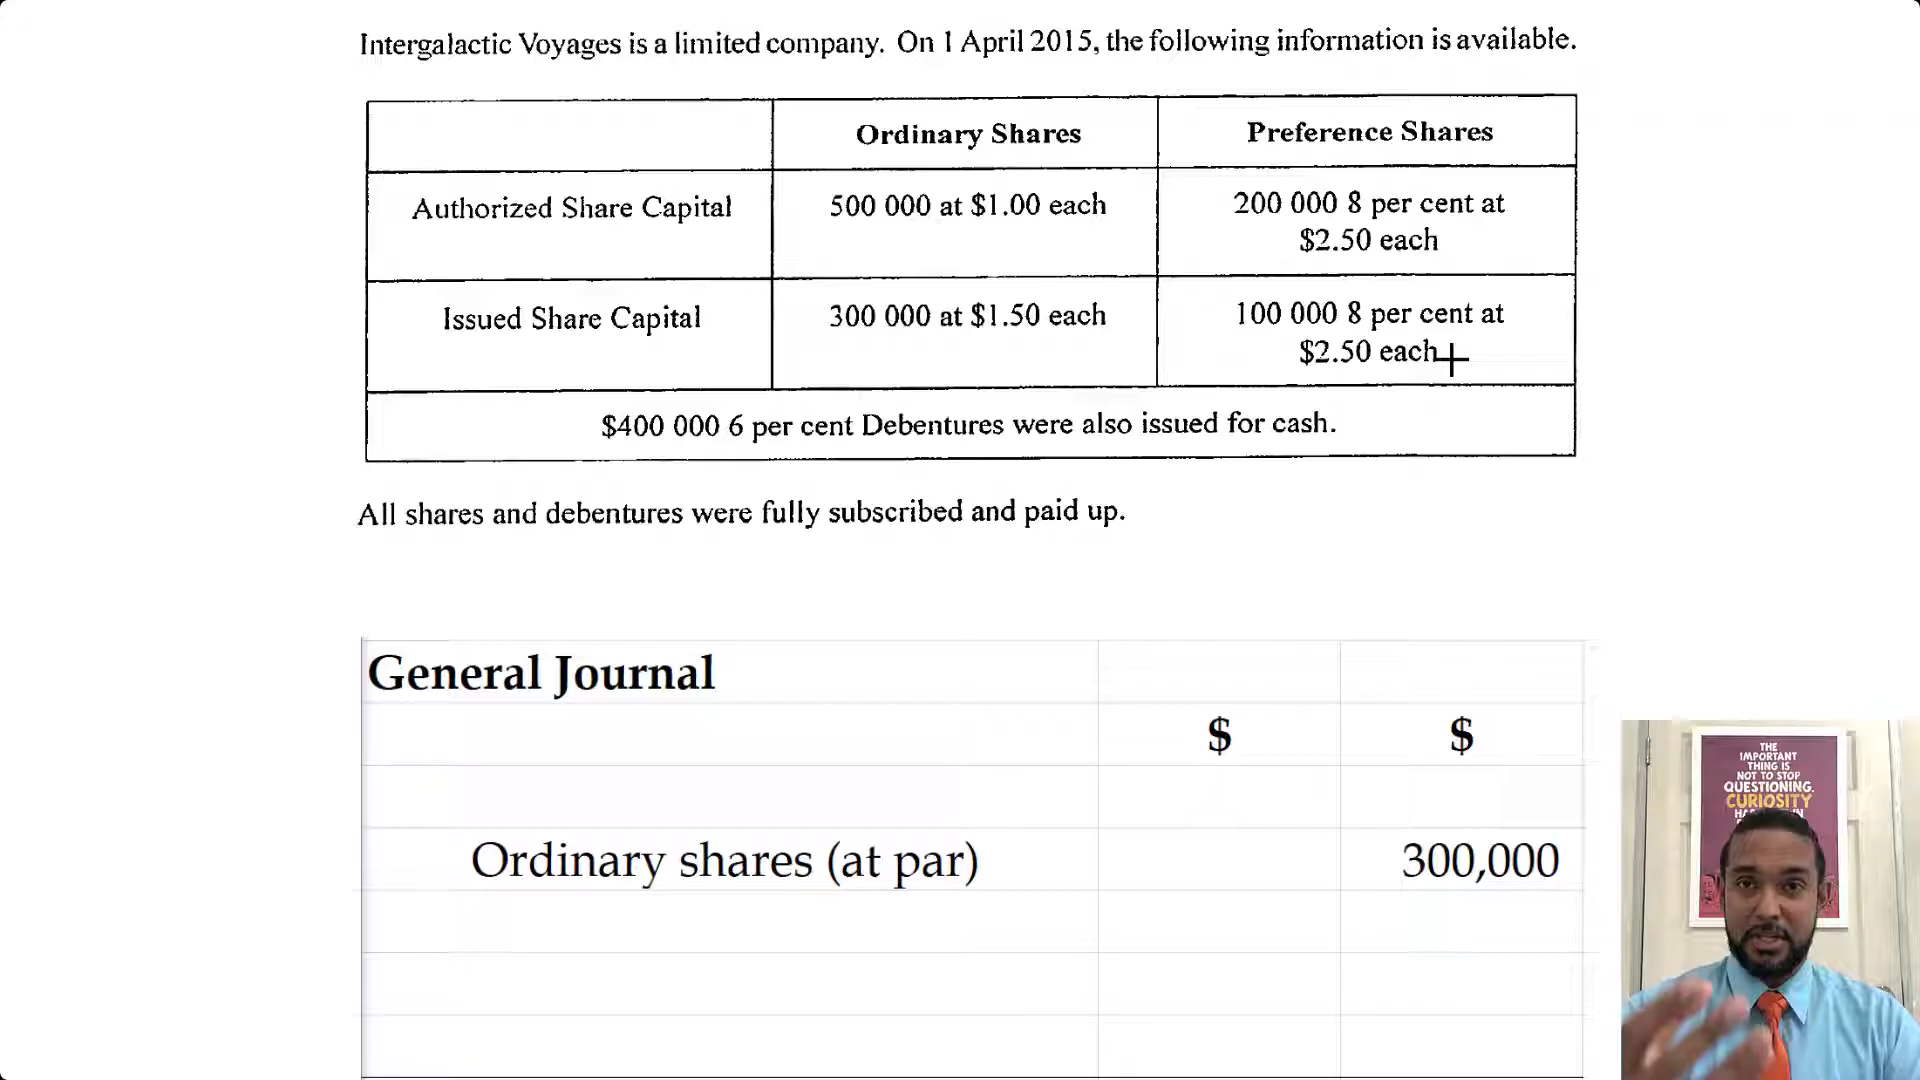 Intergalactic Voyages is a limited company. On 1 April 2015, the following information is available.
Ordinary Shares
Preference Shares
Authorized Share Capital
500 000 at $1.00 each
200 000 8 per cent at
$2.50 each
Issued Share Capital
300 000 at $1.50 each
100 000 8 per cent at
$2.50 each
$400 000 6 per cent Debentures were also issued for cash.
All shares and debentures were fully subscribed and paid up.
General Journal
$ $
Ordinary shares (at par) 300,000
THE
IMPORTANT
THING IS
NOT TO STOP
QUESTIONING.
CURIOSITY